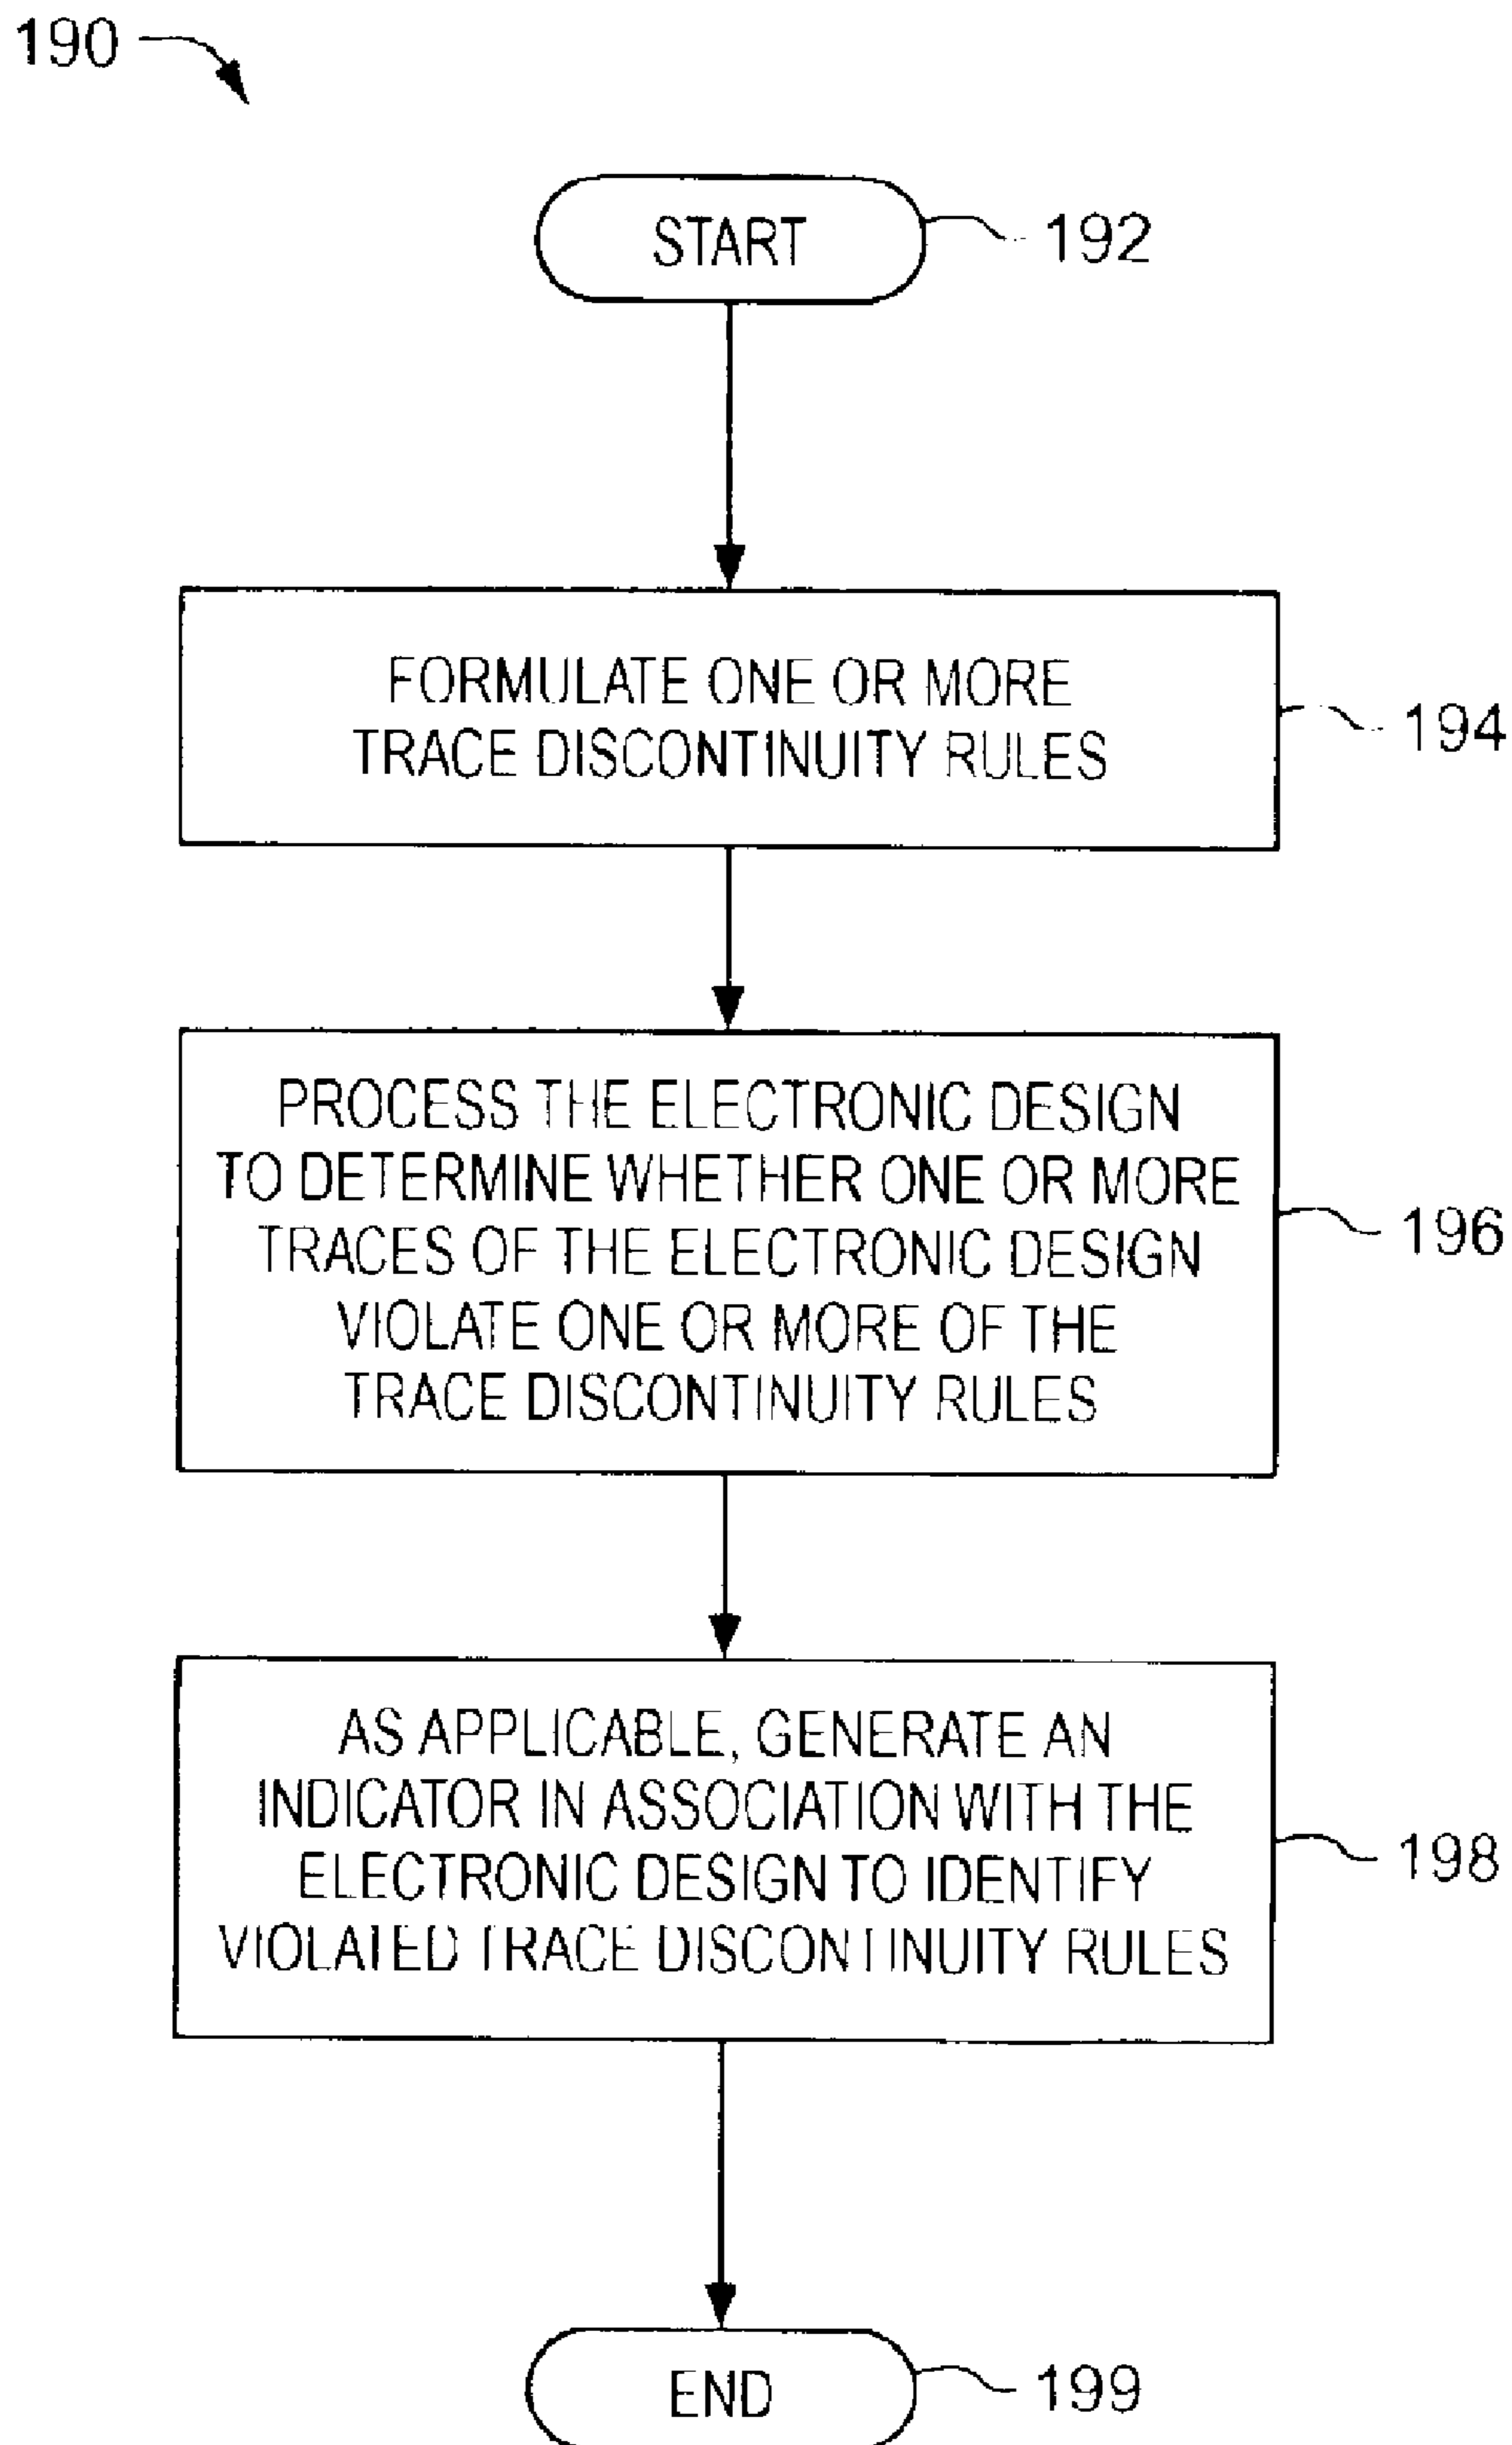 190
START
192
FORMULATE ONE OR MORE
TRACE DISCONTINUITY RULES
194
PROCESS THE ELECTRONIC DESIGN
TO DETERMINE WHETHER ONE OR MORE
TRACES OF THE ELECTRONIC DESIGN
VIOLATE ONE OR MORE OF THE
TRACE DISCONTINUITY RULES
196
AS APPLICABLE, GENERATE AN
INDICATOR IN ASSOCIATION WITH THE
ELECTRONIC DESIGN TO IDENTIFY
VIOLATED TRACE DISCONTINUITY RULES
198
END
199